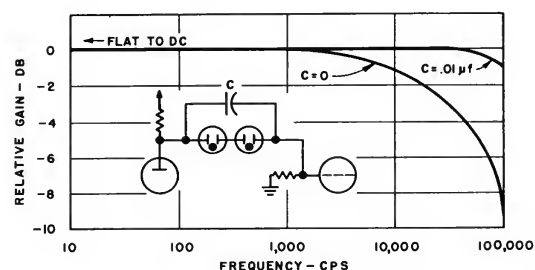 RELATIVE GAIN – DB
0
-2
-4
-6
-8
-10
← FLAT TO DC
C
C=0
C=.01 μf
10
100
1,000
10,000
100,000
FREQUENCY – CPS